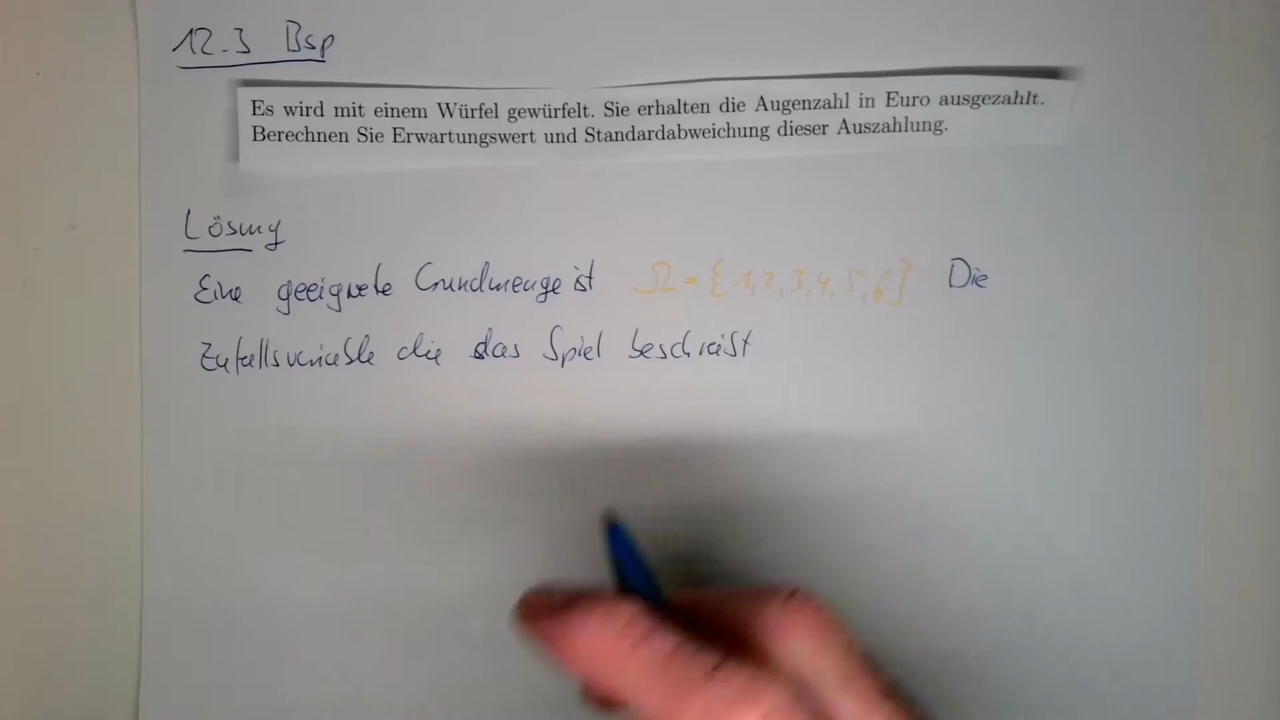 12.3 Bsp
Es wird mit einem Würfel gewürfelt. Sie erhalten die Augenzahl in Euro ausgezahlt.
Berechnen Sie Erwartungswert und Standardabweichung dieser Auszahlung.
Lösung
Eine geeignete Grundmenge ist Ω = {1,2,3,4,5,6} Die
Zufallsvariable die das Spiel beschreibt